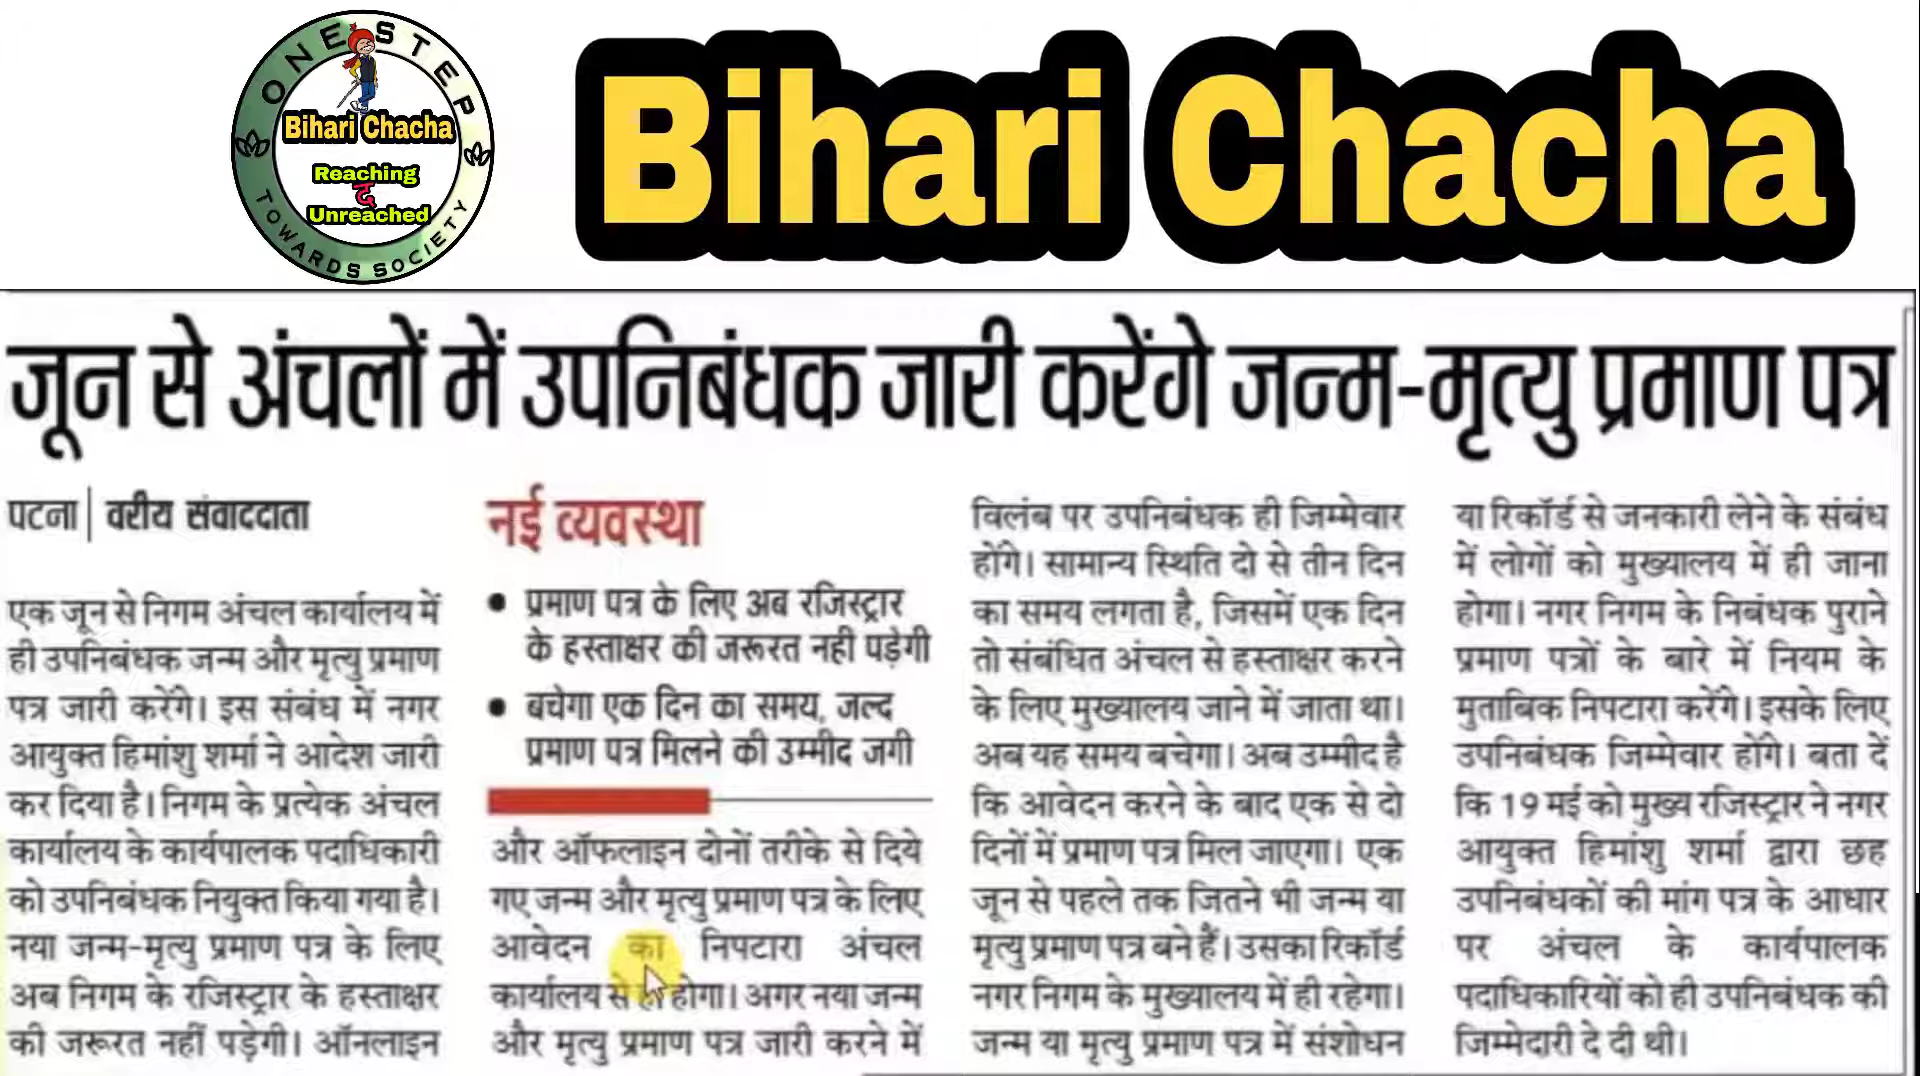 ONE STEP
Bihari Chacha
Reaching
द
Unreached
TOWARDS SOCIETY
Bihari Chacha
जून से अंचलों में उपनिबंधक जारी करेंगे जन्म-मृत्यु प्रमाण पत्र
पटना | वरीय संवाददाता
एक जून से निगम अंचल कार्यालय में
ही उपनिबंधक जन्म और मृत्यु प्रमाण
पत्र जारी करेंगे। इस संबंध में नगर
आयुक्त हिमांशु शर्मा ने आदेश जारी
कर दिया है। निगम के प्रत्येक अंचल
कार्यालय के कार्यपालक पदाधिकारी
को उपनिबंधक नियुक्त किया गया है।
नया जन्म-मृत्यु प्रमाण पत्र के लिए
अब निगम के रजिस्ट्रार के हस्ताक्षर
की जरूरत नहीं पड़ेगी। ऑनलाइन
नई व्यवस्था
● प्रमाण पत्र के लिए अब रजिस्ट्रार
के हस्ताक्षर की जरूरत नही पड़ेगी
● बचेगा एक दिन का समय, जल्द
प्रमाण पत्र मिलने की उम्मीद जगी
और ऑफलाइन दोनों तरीके से दिये
गए जन्म और मृत्यु प्रमाण पत्र के लिए
आवेदन का निपटारा अंचल
कार्यालय से ही होगा। अगर नया जन्म
और मृत्यु प्रमाण पत्र जारी करने में
विलंब पर उपनिबंधक ही जिम्मेवार
होंगे। सामान्य स्थिति दो से तीन दिन
का समय लगता है, जिसमें एक दिन
तो संबंधित अंचल से हस्ताक्षर करने
के लिए मुख्यालय जाने में जाता था।
अब यह समय बचेगा। अब उम्मीद है
कि आवेदन करने के बाद एक से दो
दिनों में प्रमाण पत्र मिल जाएगा। एक
जून से पहले तक जितने भी जन्म या
मृत्यु प्रमाण पत्र बने हैं। उसका रिकॉर्ड
नगर निगम के मुख्यालय में ही रहेगा।
जन्म या मृत्यु प्रमाण पत्र में संशोधन
या रिकॉर्ड से जनकारी लेने के संबंध
में लोगों को मुख्यालय में ही जाना
होगा। नगर निगम के निबंधक पुराने
प्रमाण पत्रों के बारे में नियम के
मुताबिक निपटारा करेंगे। इसके लिए
उपनिबंधक जिम्मेवार होंगे। बता दें
कि 19 मई को मुख्य रजिस्ट्रार ने नगर
आयुक्त हिमांशु शर्मा द्वारा छह
उपनिबंधकों की मांग पत्र के आधार
पर अंचल के कार्यपालक
पदाधिकारियों को ही उपनिबंधक की
जिम्मेदारी दे दी थी।